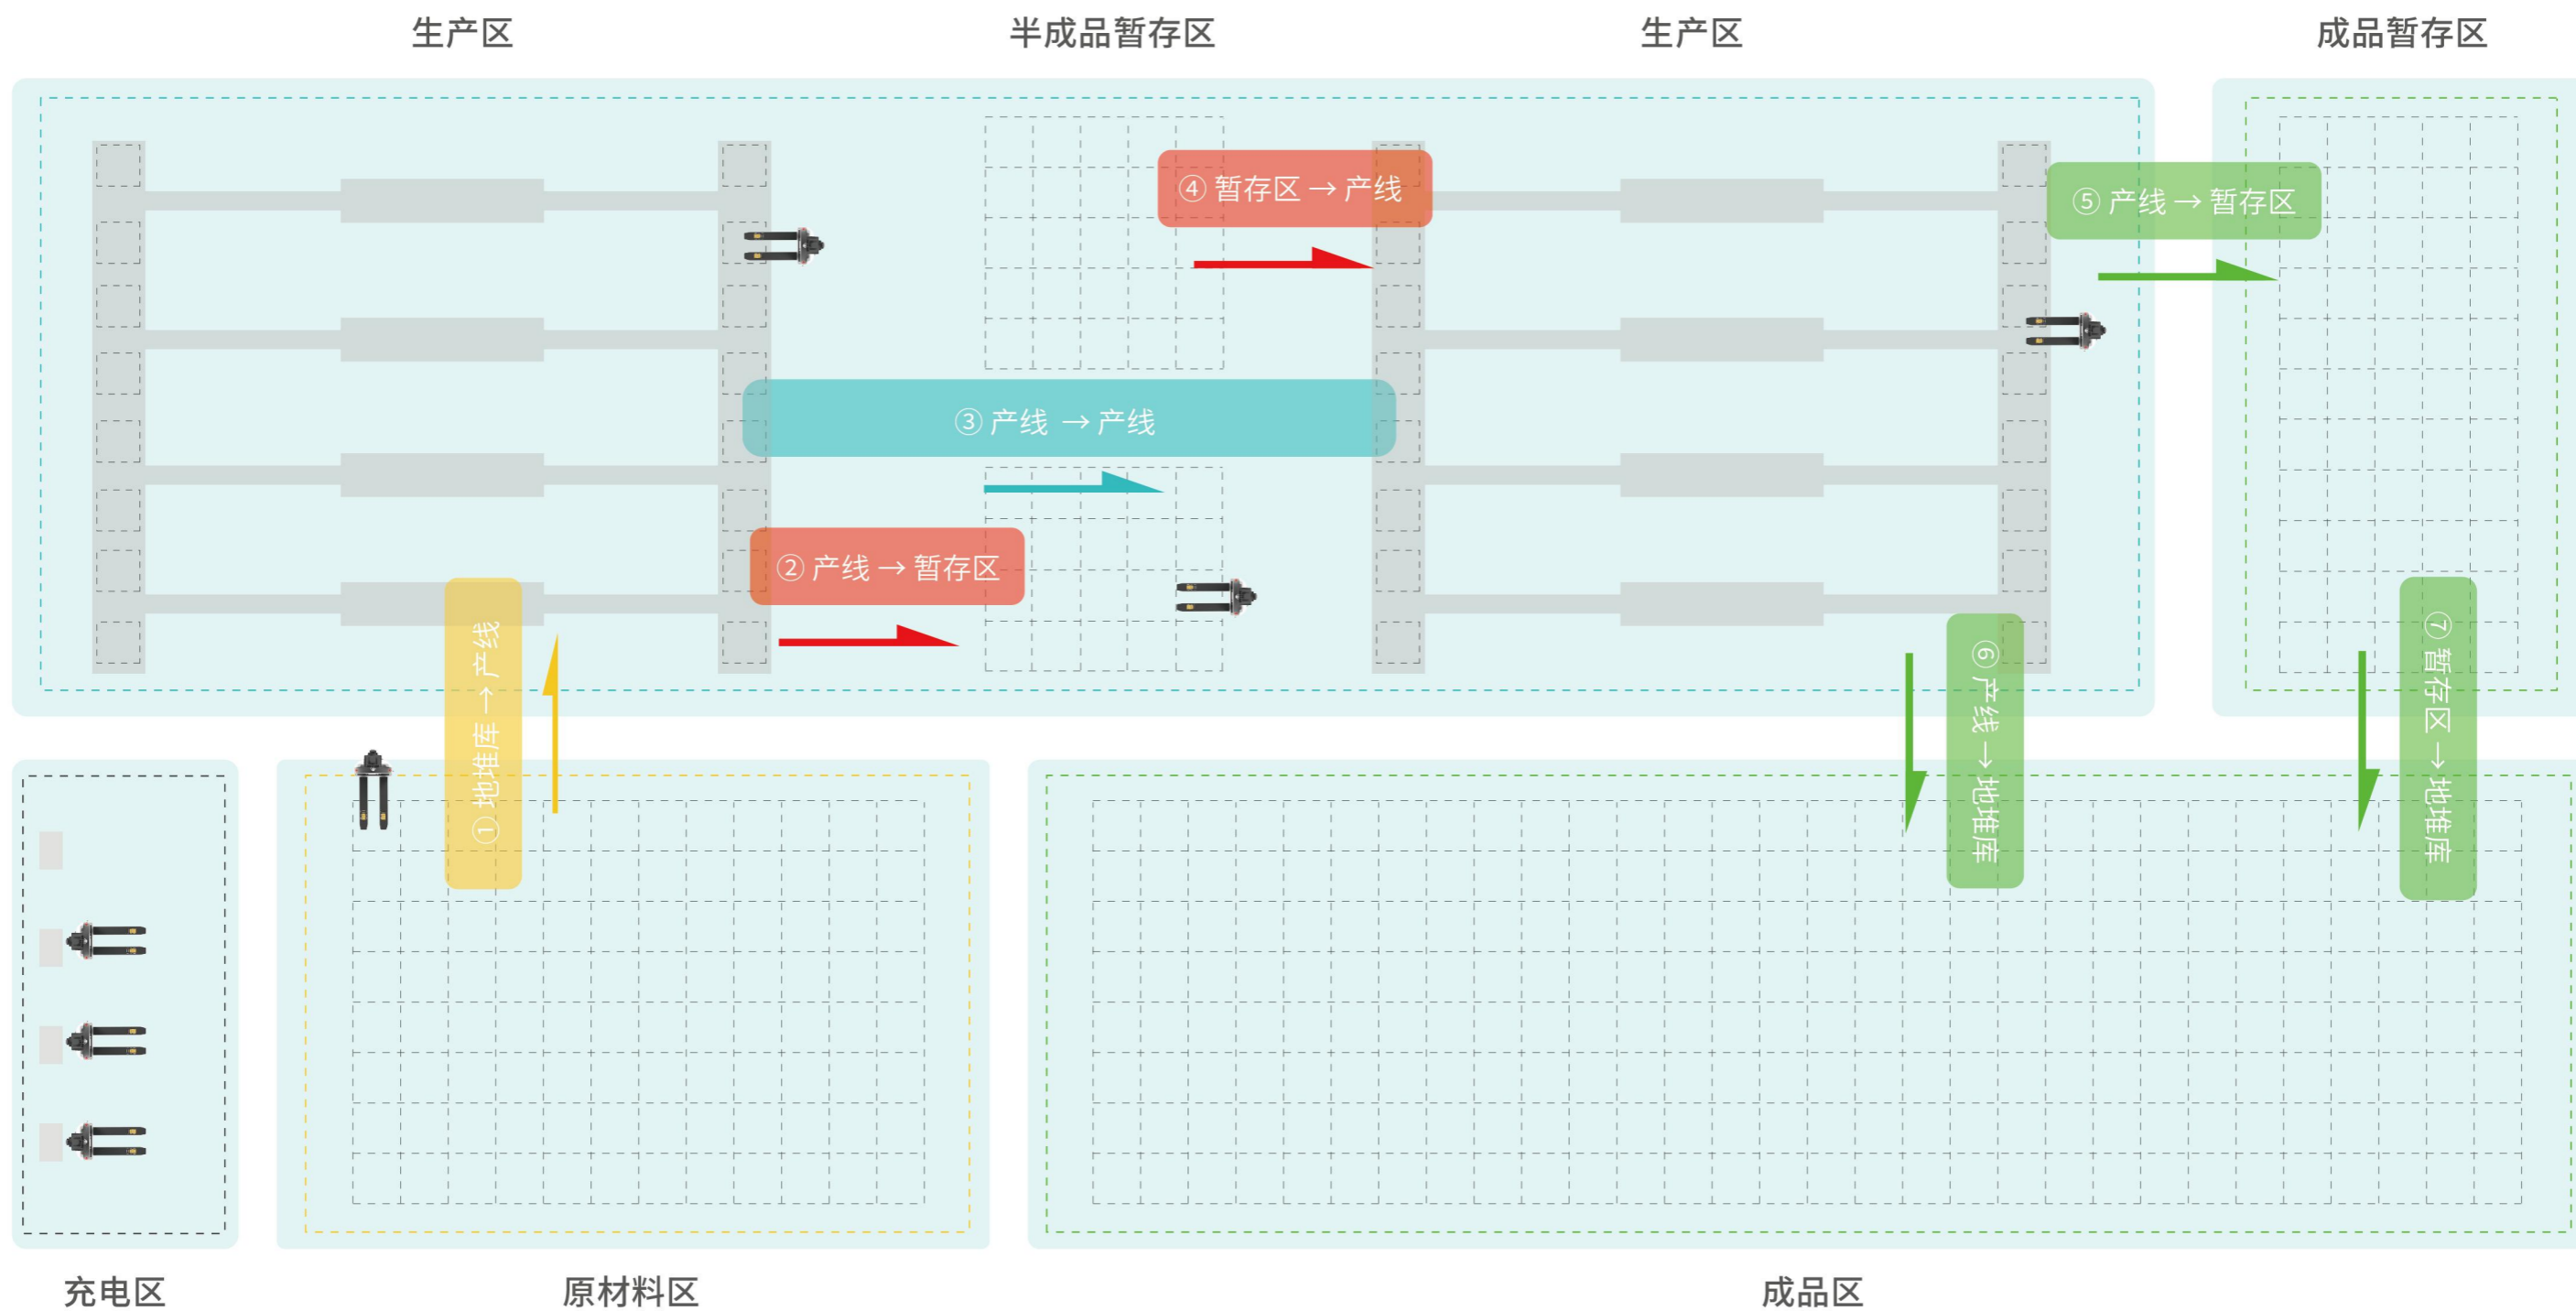 生产区
半成品暂存区
生产区
成品暂存区
④ 暂存区 → 产线
⑤ 产线 → 暂存区
③ 产线 → 产线
② 产线 → 暂存区
① 地堆库 → 产线
⑥ 产线 → 地堆库
⑦ 暂存区 → 地堆库
充电区
原材料区
成品区